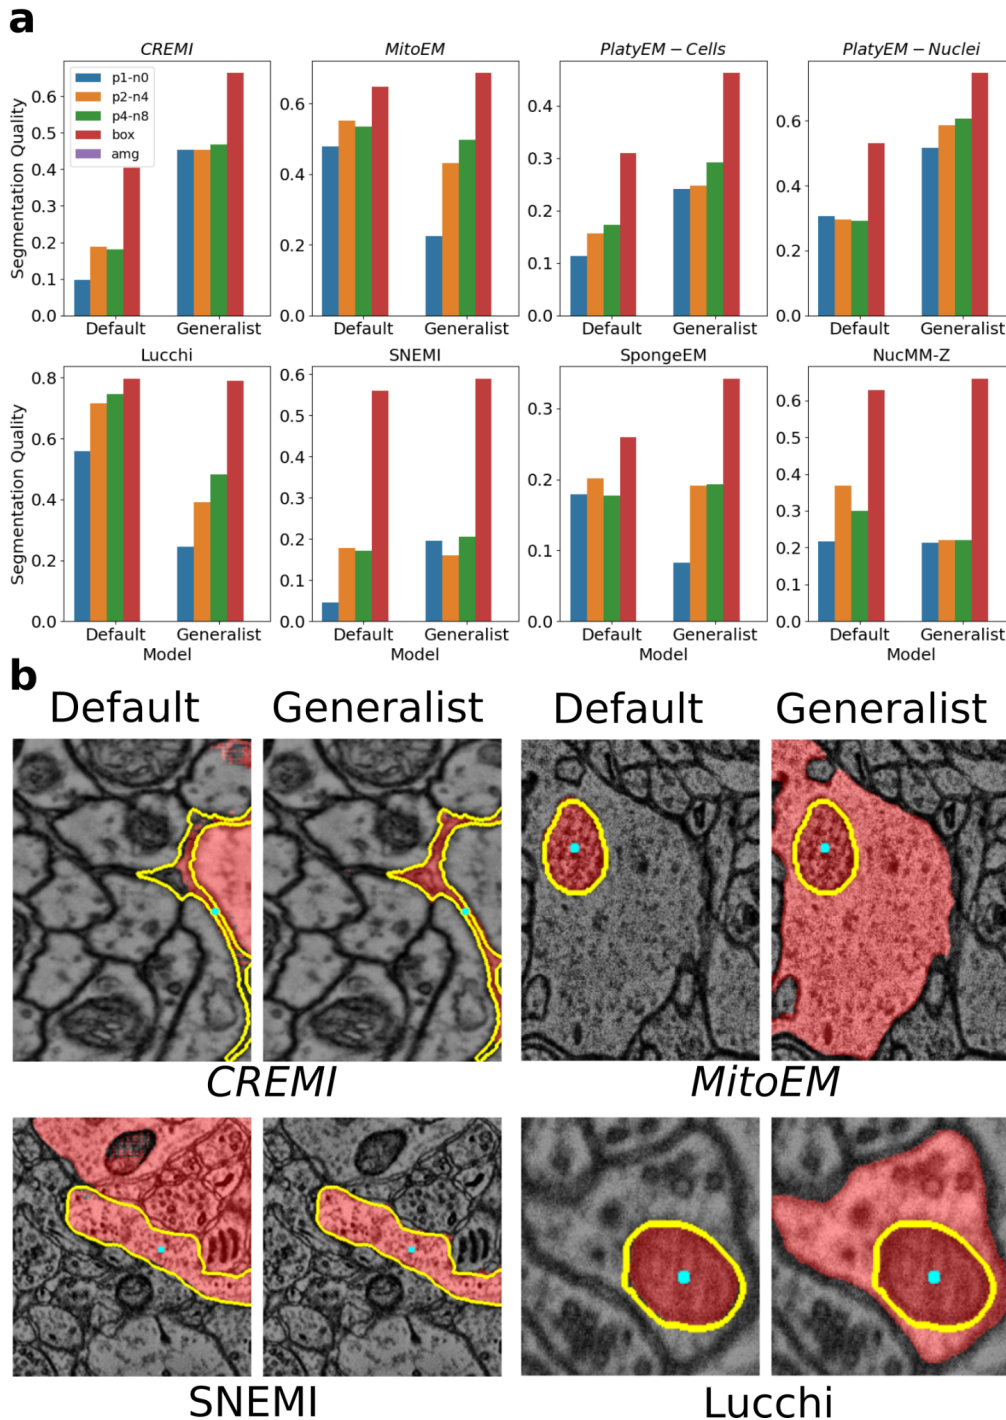 a
CREMI MitoEM PlatyEM – Cells PlatyEM – Nuclei
Segmentation Quality
p1-n0
p2-n4
p4-n8
box
amg
0.6
0.5
0.4
0.3
0.2
0.1
0.0
0.6
0.4
0.2
0.0
0.4
0.3
0.2
0.1
0.0
0.6
0.4
0.2
0.0
Default Generalist Default Generalist Default Generalist Default Generalist
Lucchi SNEMI SpongeEM NucMM-Z
Segmentation Quality
0.8
0.6
0.4
0.2
0.0
0.6
0.5
0.4
0.3
0.2
0.1
0.0
0.3
0.2
0.1
0.0
0.6
0.5
0.4
0.3
0.2
0.1
0.0
Default Generalist Default Generalist Default Generalist Default Generalist
Model Model Model Model
b
Default Generalist Default Generalist
CREMI MitoEM
SNEMI Lucchi